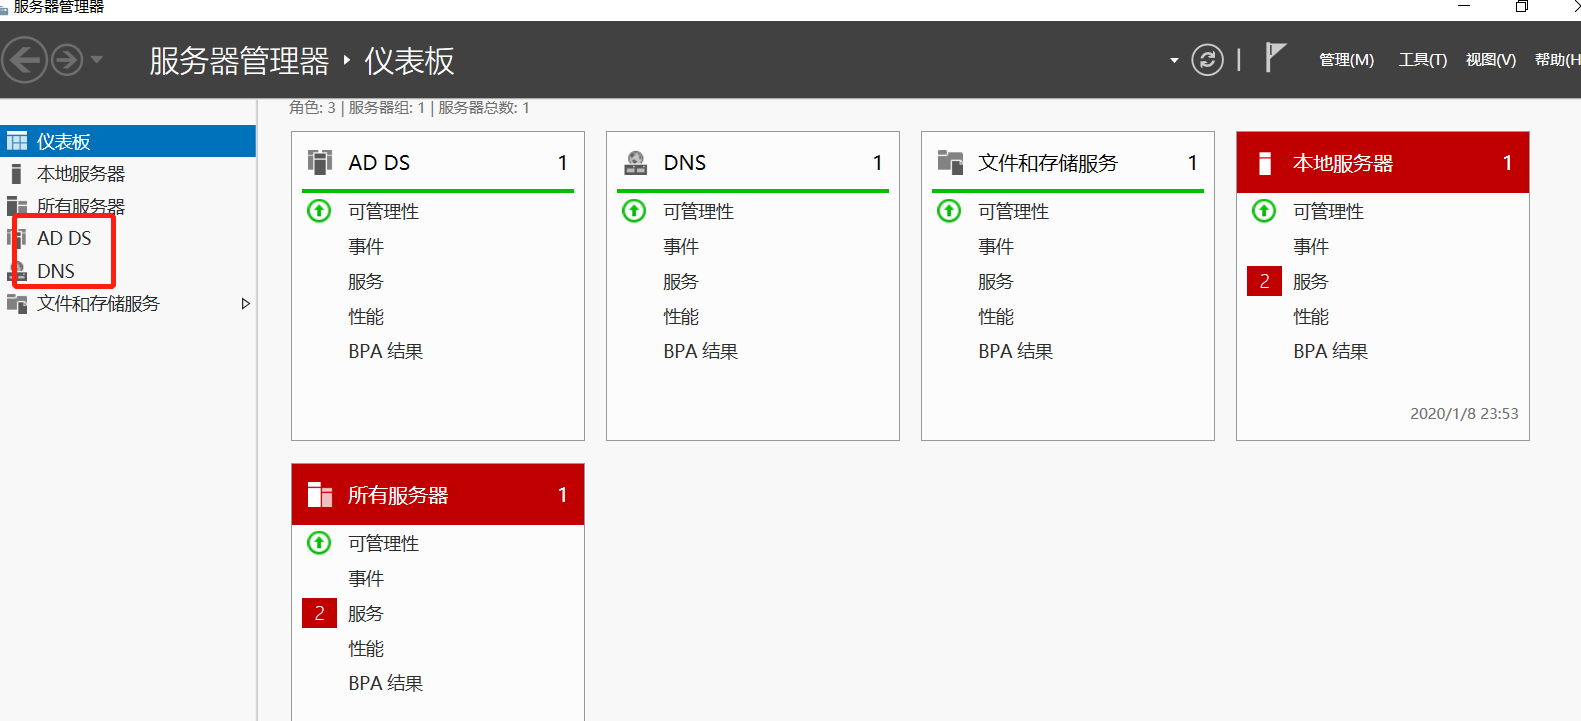 服务器管理器
服务器管理器 ‣ 仪表板
管理(M) 工具(T) 视图(V) 帮助(H
仪表板
本地服务器
所有服务器
AD DS
DNS
文件和存储服务
角色: 3 | 服务器组: 1 | 服务器总数: 1
AD DS 1
可管理性
事件
服务
性能
BPA 结果
DNS 1
可管理性
事件
服务
性能
BPA 结果
文件和存储服务 1
可管理性
事件
服务
性能
BPA 结果
本地服务器 1
可管理性
事件
2 服务
性能
BPA 结果
2020/1/8 23:53
所有服务器 1
可管理性
事件
2 服务
性能
BPA 结果